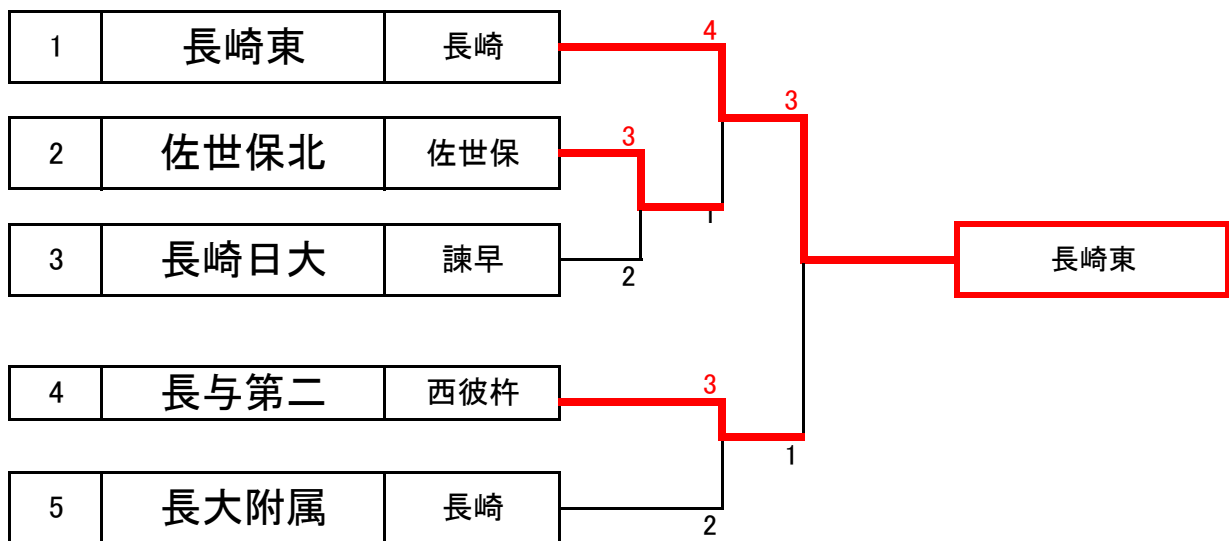 4
1 長崎東 長崎
3
3
2 佐世保北 佐世保
1
長崎東
3 長崎日大 諫早
2
3
4 長与第二 西彼杵
1
5 長大附属 長崎
2